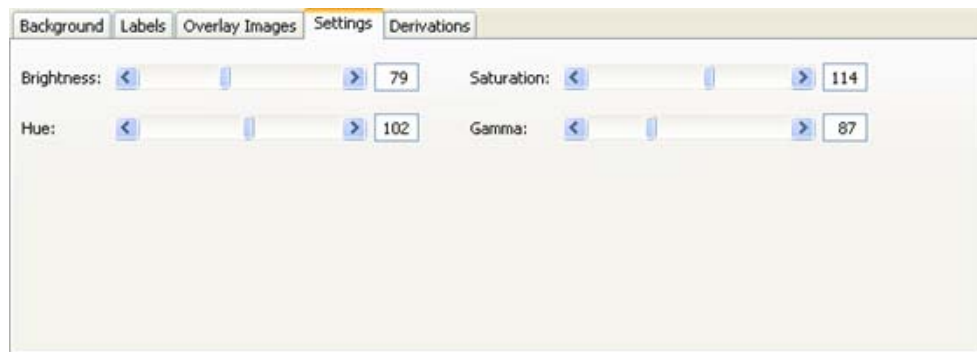 Background Labels Overlay Images Settings Derivations
Brightness: 79 Saturation: 114
Hue: 102 Gamma: 87